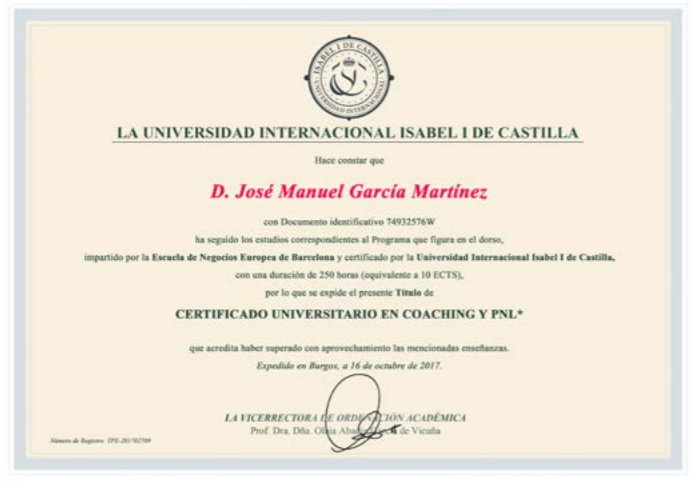 ISABEL I DE CASTILLA
UNIVERSIDAD INTERNACIONAL
LA UNIVERSIDAD INTERNACIONAL ISABEL I DE CASTILLA
Hace constar que
D. José Manuel García Martínez
con Documento identificativo 74932576W
ha seguido los estudios correspondientes al Programa que figura en el dorso,
impartido por la Escuela de Negocios Europea de Barcelona y certificado por la Universidad Internacional Isabel I de Castilla,
con una duración de 250 horas (equivalente a 10 ECTS),
por lo que se expide el presente Título de
CERTIFICADO UNIVERSITARIO EN COACHING Y PNL*
que acredita haber superado con aprovechamiento las mencionadas enseñanzas.
Expedido en Burgos, a 16 de octubre de 2017.
LA VICERRECTORA DE ORDENACIÓN ACADÉMICA
Prof. Dra. Dña. de Vicuña
Número de Registro: